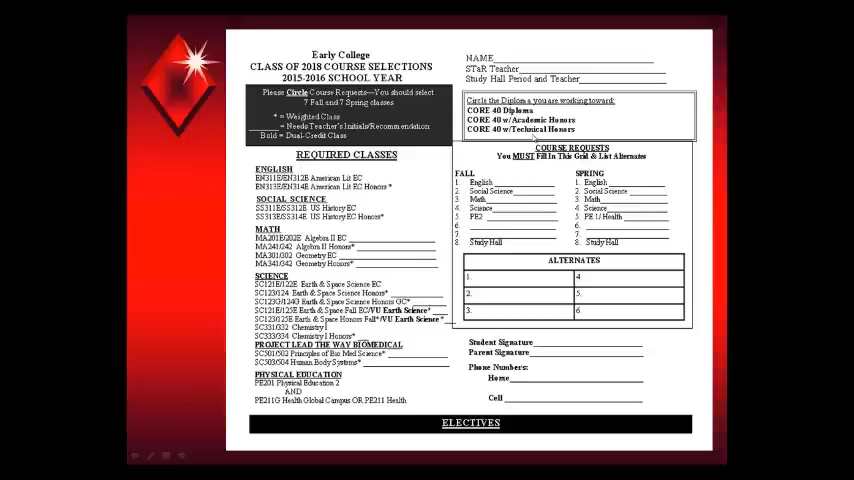 Early College
CLASS OF 2018 COURSE SELECTIONS
2015-2016 SCHOOL YEAR
Please Circle Course Requests—You should select
7 Fall and 7 Spring classes
* = Weighted Class
______ = Needs Teacher's Initials/Recommendation
Bold = Dual-Credit Class
REQUIRED CLASSES
ENGLISH
EN311E/EN312E American Lit EC
EN313E/EN314E American Lit EC Honors *
SOCIAL SCIENCE
SS311E/SS312E US History EC
SS313E/SS314E US History EC Honors*
MATH
MA201E/202E Algebra II EC
MA241/242 Algebra II Honors*
MA301/302 Geometry EC
MA341/342 Geometry Honors*
SCIENCE
SC121E/122E Earth & Space Science EC
SC123/124 Earth & Space Science Honors*
SC123G/124G Earth & Space Science Honors GC*
SC121E/125E Earth & Space Fall EC/VU Earth Science*
SC123/125E Earth & Space Honors Fall*/VU Earth Science *
SC331/332 Chemistry I
SC333/334 Chemistry I Honors*
PROJECT LEAD THE WAY BIOMEDICAL
SC501/502 Principles of Bio Med Science*
SC503/504 Human Body Systems*
PHYSICAL EDUCATION
PE201 Physical Education 2
AND
PE211G Health Global Campus OR PE211 Health
NAME
STaR Teacher
Study Hall Period and Teacher
Circle the Diploma you are working toward:
CORE 40 Diploma
CORE 40 w/Academic Honors
CORE 40 w/Technical Honors
COURSE REQUESTS
You MUST Fill In This Grid & List Alternates
FALL
1. English
2. Social Science
3. Math
4. Science
5. PE2
6.
7.
8. Study Hall
SPRING
1. English
2. Social Science
3. Math
4. Science
5. PE 1/ Health
6.
7.
8. Study Hall
ALTERNATES
1. 4
2. 5.
3. 6.
Student Signature
Parent Signature
Phone Numbers:
Home
Cell
ELECTIVES